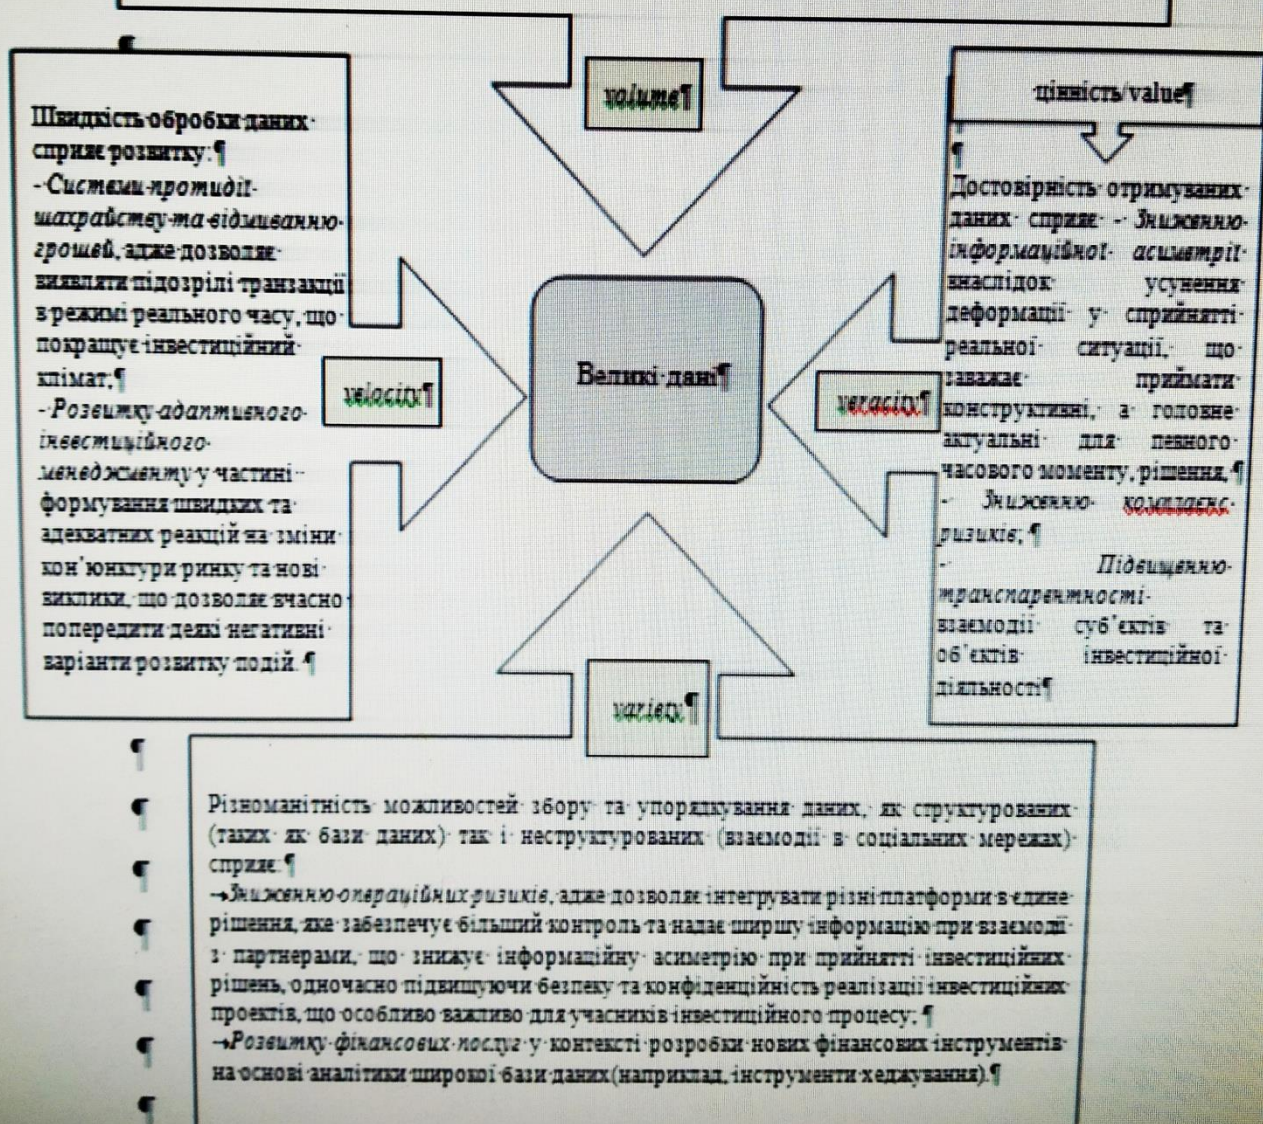 volume
Швидкість обробки даних
сприяє розвитку:
- Системи протидії
шахрайству та відмиванню
грошей, адже дозволяє
виявляти підозрілі транзакції
в режимі реального часу, що
покращує інвестиційний
клімат;
- Розвитку адаптивного
інвестиційного
менеджменту у частині
формування швидких та
адекватних реакцій на зміни
кон'юнктури ринку та нові
виклики, що дозволяє вчасно
попередити деякі негативні
варіанти розвитку подій.
velocity
Великі дані
veracity
цінність/value
Достовірність отримуваних
даних сприяє - Зниженню
інформаційної асиметрії
внаслідок усунення
деформації у сприйнятті
реальної ситуації, що
заважає приймати
конструктивні, а головне
актуальні для певного
часового моменту, рішення,
- Зниженню комплаєнс-
ризиків;
- Підвищенню
транспарентності
взаємодії суб'єктів та
об'єктів інвестиційної
діяльності
variety
Різноманітність можливостей збору та упорядкування даних, як структурованих
(таких як бази даних) так і неструктурованих (взаємодії в соціальних мережах)
сприяє:
→Зниженню операційних ризиків, адже дозволяє інтегрувати різні платформи в єдине
рішення, яке забезпечує більший контроль та надає ширшу інформацію при взаємодії
з партнерами, що знижує інформаційну асиметрію при прийнятті інвестиційних
рішень, одночасно підвищуючи безпеку та конфіденційність реалізації інвестиційних
проектів, що особливо важливо для учасників інвестиційного процесу;
→Розвитку фінансових послуг у контексті розробки нових фінансових інструментів
на основі аналітики широкої бази даних (наприклад, інструменти хеджування).